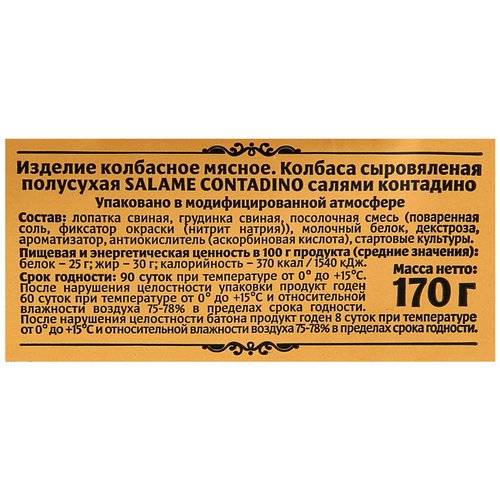 Изделие колбасное мясное. Колбаса сыровяленая
полусухая SALAME CONTADINO салями контадино
Упаковано в модифицированной атмосфере
Состав: лопатка свиная, грудинка свиная, посолочная смесь (поваренная
соль, фиксатор окраски (нитрит натрия)), молочный белок, декстроза,
ароматизатор, антиокислитель (аскорбиновая кислота), стартовые культуры.
Пищевая и энергетическая ценность в 100 г продукта (средние значения):
белок – 25 г; жир – 30 г; калорийность – 370 ккал / 1540 кДж.
Срок годности: 90 суток при температуре от 0° до +15°С.
После нарушения целостности упаковки продукт годен
60 суток при температуре от 0° до +15°С и относительной
влажности воздуха 75-78% в пределах срока годности.
Масса нетто:
170 г
После нарушения целостности батона продукт годен 8 суток при температуре
от 0° до +15°С и относительной влажности воздуха 75-78% в пределах срока годности.